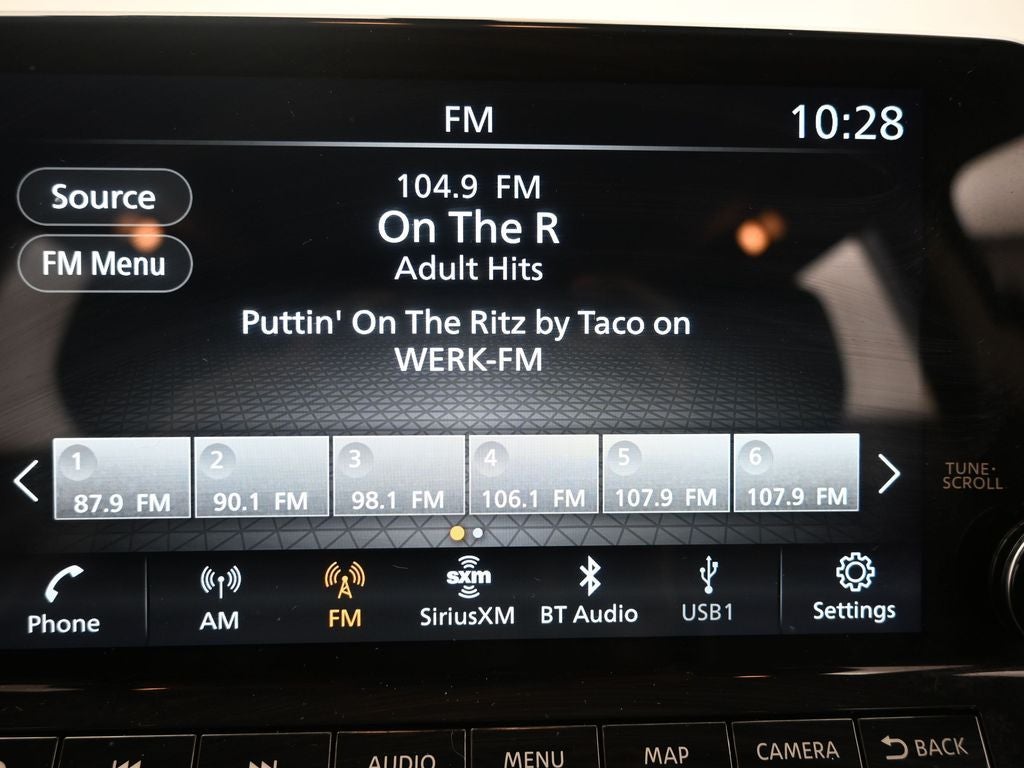 FM
10:28
Source
FM Menu
104.9 FM
On The R
Adult Hits
Puttin' On The Ritz by Taco on
WERK-FM
1
87.9 FM
2
90.1 FM
3
98.1 FM
4
106.1 FM
5
107.9 FM
6
107.9 FM
TUNE·
SCROLL
Phone
AM
FM
sxm
SiriusXM
BT Audio
USB1
Settings
AUDIO
MENU
MAP
CAMERA
BACK